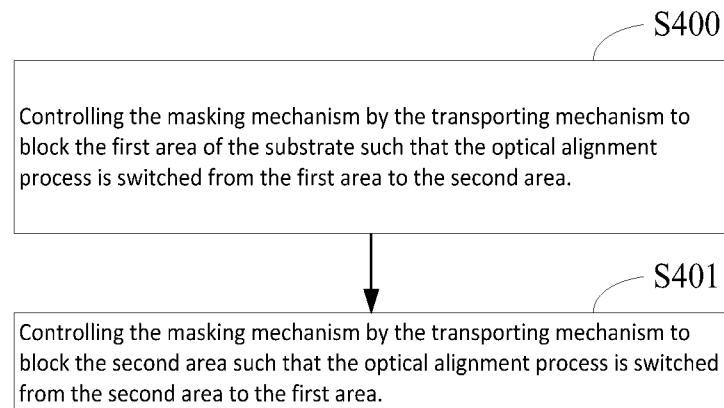 S400
Controlling the masking mechanism by the transporting mechanism to
block the first area of the substrate such that the optical alignment
process is switched from the first area to the second area.
S401
Controlling the masking mechanism by the transporting mechanism to
block the second area such that the optical alignment process is switched
from the second area to the first area.